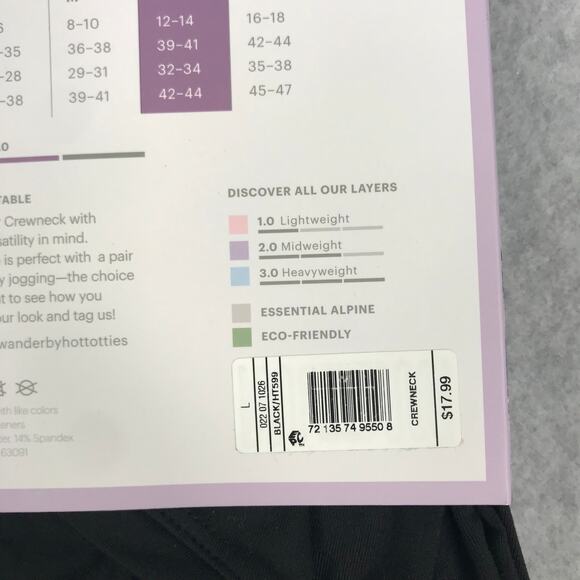 8–10 12–14 16–18
–35 36–38 39–41 42–44
–28 29–31 32–34 35–38
–38 39–41 42–44 45–47
.0
TABLE
Crewneck with
satility in mind.
is perfect with a pair
y jogging—the choice
t to see how you
ur look and tag us!
wanderbyhottotties
DISCOVER ALL OUR LAYERS
1.0 Lightweight
2.0 Midweight
3.0 Heavyweight
ESSENTIAL ALPINE
ECO-FRIENDLY
with like colors
eners
14% Spandex
63091
L
022 07 1026
BLACK/HT599
72 135 74 9550 8
CREWNECK
$17.99